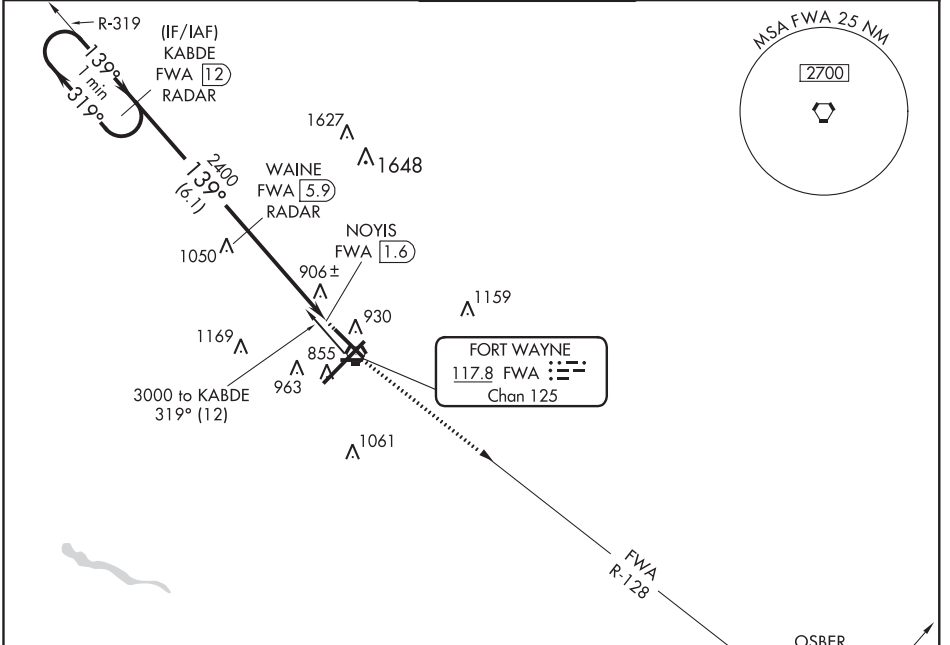 R-319
(IF/IAF)
KABDE
FWA 12
RADAR
139°
1 min
319°
MSA FWA 25 NM
2700
1627
1648
2400
139°
(6.1)
WAINE
FWA 5.9
RADAR
1050
NOYIS
FWA 1.6
906±
930
1159
1169
855
963
3000 to KABDE
319° (12)
FORT WAYNE
117.8 FWA
Chan 125
1061
FWA
R-128
OSBER